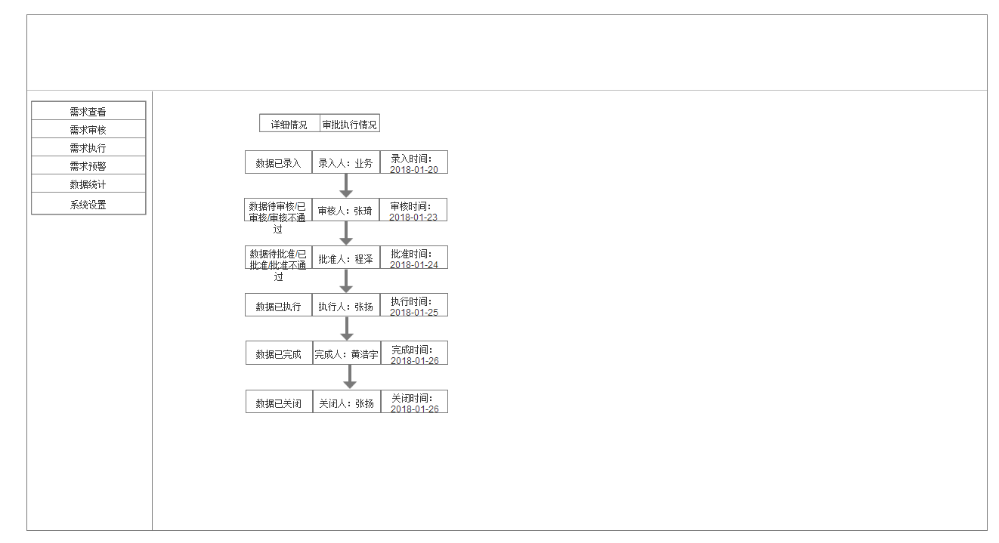 需求查看
需求审核
需求执行
需求预警
数据统计
系统设置
详细情况 审批执行情况
数据已录入 录入人：业务 录入时间：
2018-01-20
数据待审核/已
审核/审核不通
过
审核人：张琦
审核时间：
2018-01-23
数据待批准/已
批准/批准不通
过
批准人：程泽
批准时间：
2018-01-24
数据已执行 执行人：张扬 执行时间：
2018-01-25
数据已完成 完成人：黄浩宇 完成时间：
2018-01-26
数据已关闭 关闭人：张扬 关闭时间：
2018-01-26